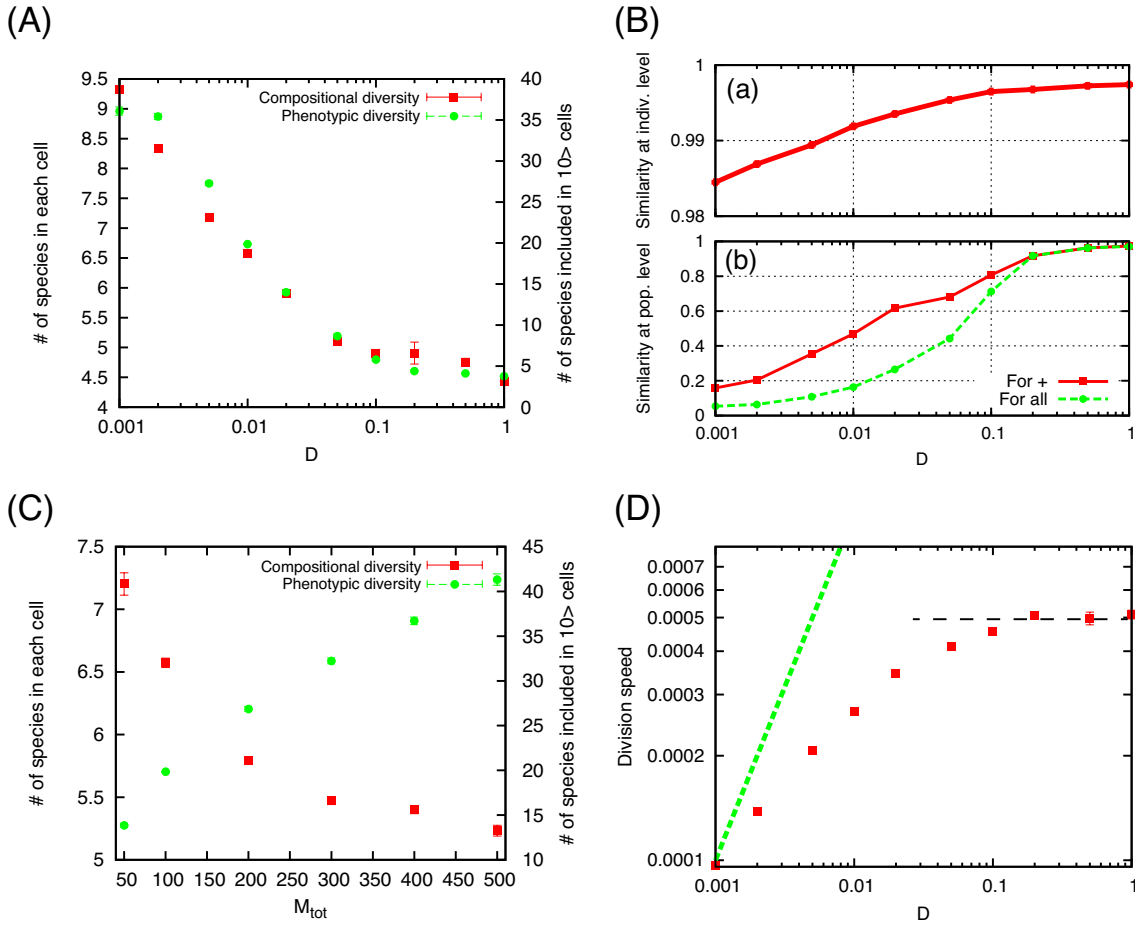 (A)
9.5
9
8.5
8
7.5
7
6.5
6
5.5
5
4.5
4
40
35
30
25
20
15
10
5
0
Compositional diversity
Phenotypic diversity
# of species in each cell
# of species included in 10> cells
0.001 0.01 0.1 1
D
(B)
(a)
1
0.99
0.98
Similarity at indiv. level
(b)
1
0.8
0.6
0.4
0.2
0
Similarity at pop. level
For +
For all
0.001 0.01 0.1 1
D
(C)
7.5
7
6.5
6
5.5
5
45
40
35
30
25
20
15
10
Compositional diversity
Phenotypic diversity
# of species in each cell
# of species included in 10> cells
50 100 150 200 250 300 350 400 450 500
Mtot
(D)
0.0007
0.0006
0.0005
0.0004
0.0003
0.0002
0.0001
Division speed
0.001 0.01 0.1 1
D